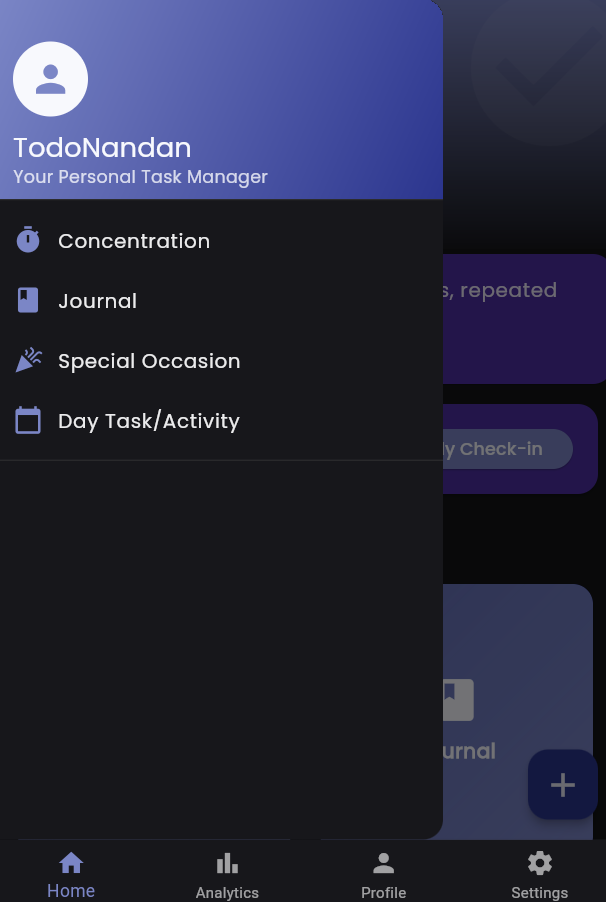 TodoNandan
Your Personal Task Manager
Concentration
Journal
Special Occasion
Day Task/Activity
s, repeated
y Check-in
urnal
Home
Analytics
Profile
Settings